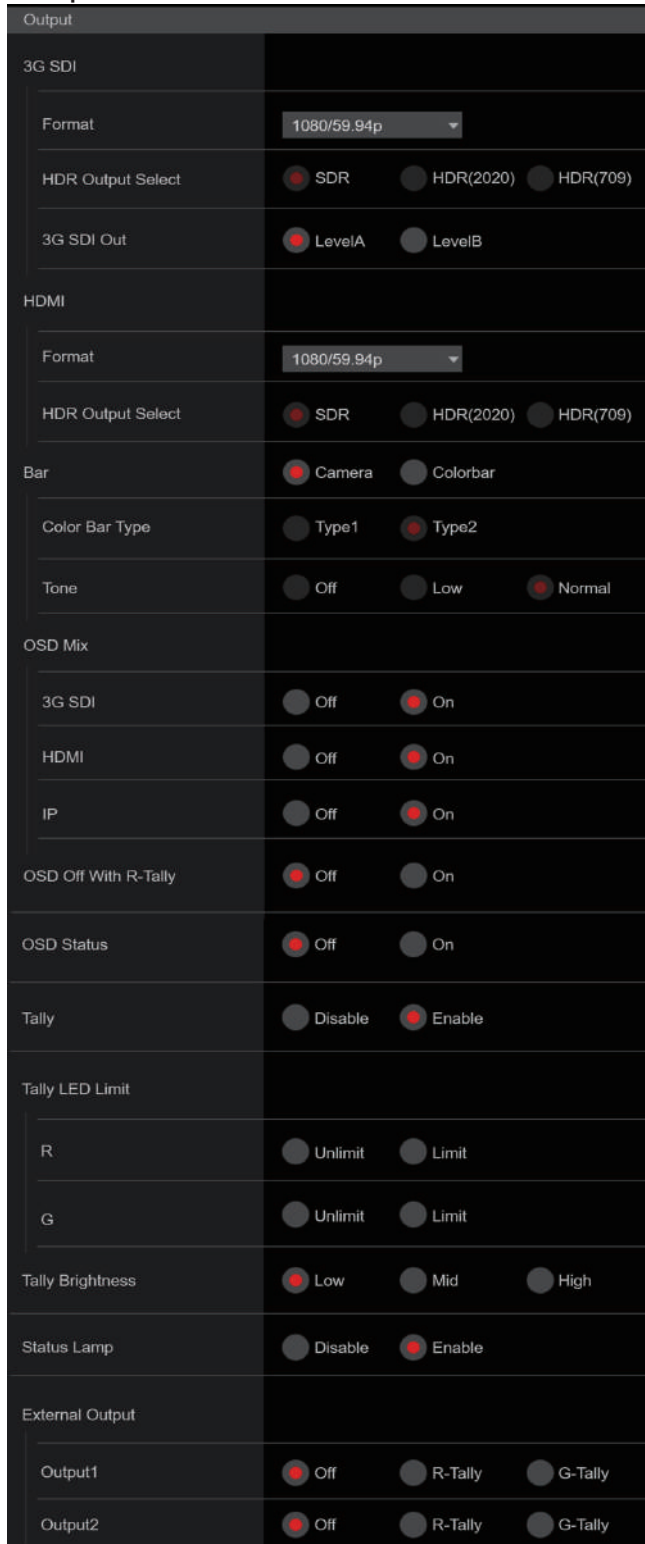 Output
3G SDI
Format 1080/59.94p
HDR Output Select SDR HDR(2020) HDR(709)
3G SDI Out LevelA LevelB
HDMI
Format 1080/59.94p
HDR Output Select SDR HDR(2020) HDR(709)
Bar Camera Colorbar
Color Bar Type Type1 Type2
Tone Off Low Normal
OSD Mix
3G SDI Off On
HDMI Off On
IP Off On
OSD Off With R-Tally Off On
OSD Status Off On
Tally Disable Enable
Tally LED Limit
R Unlimit Limit
G Unlimit Limit
Tally Brightness Low Mid High
Status Lamp Disable Enable
External Output
Output1 Off R-Tally G-Tally
Output2 Off R-Tally G-Tally